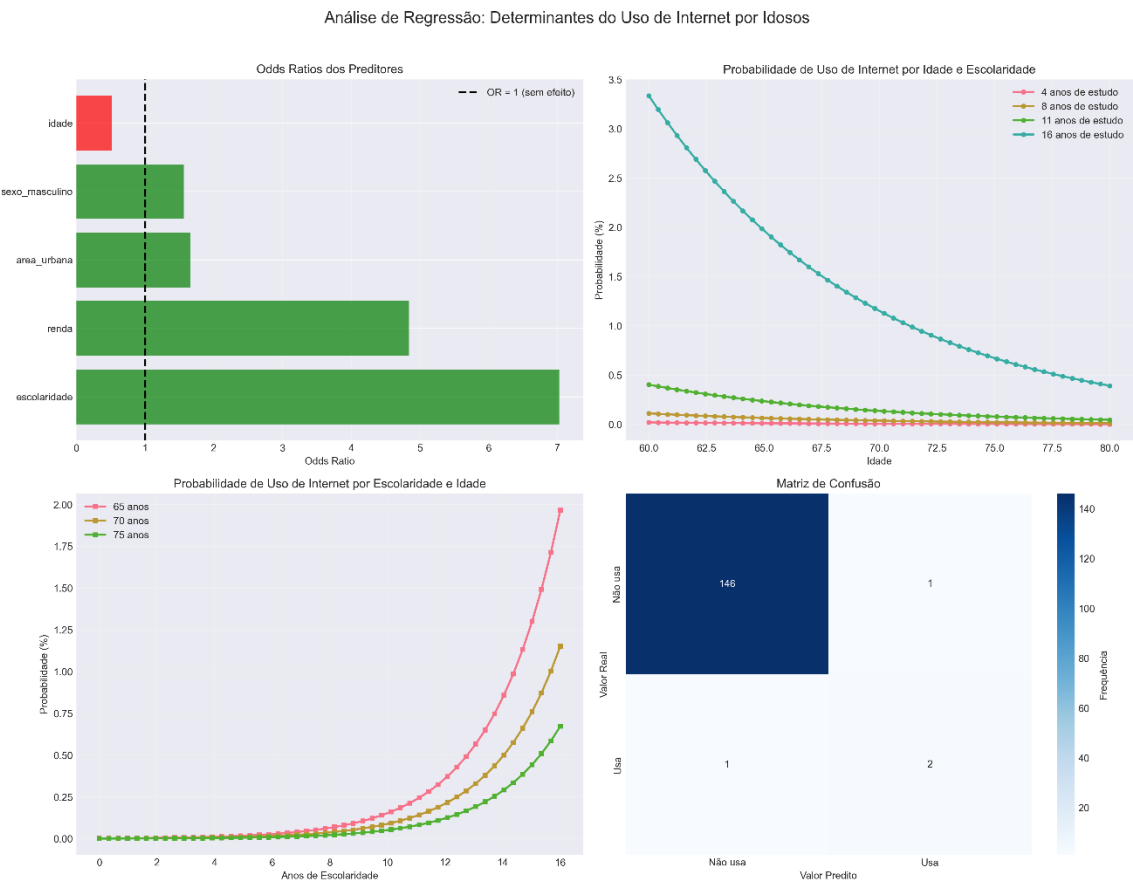 Análise de Regressão: Determinantes do Uso de Internet por Idosos
Odds Ratios dos Preditores
OR = 1 (sem efeito)
idade
sexo_masculino
area_urbana
renda
escolaridade
0 1 2 3 4 5 6 7
Odds Ratio
Probabilidade de Uso de Internet por Idade e Escolaridade
4 anos de estudo
8 anos de estudo
11 anos de estudo
16 anos de estudo
3.5
3.0
2.5
2.0
1.5
1.0
0.5
0.0
Probabilidade (%)
60.0 62.5 65.0 67.5 70.0 72.5 75.0 77.5 80.0
Idade
Probabilidade de Uso de Internet por Escolaridade e Idade
65 anos
70 anos
75 anos
2.00
1.75
1.50
1.25
1.00
0.75
0.50
0.25
0.00
Probabilidade (%)
0 2 4 6 8 10 12 14 16
Anos de Escolaridade
Matriz de Confusão
Não usa
146 1
Valor Real
Usa
1 2
Não usa Usa
Valor Predito
140
120
100
80
60
40
20
Frequência